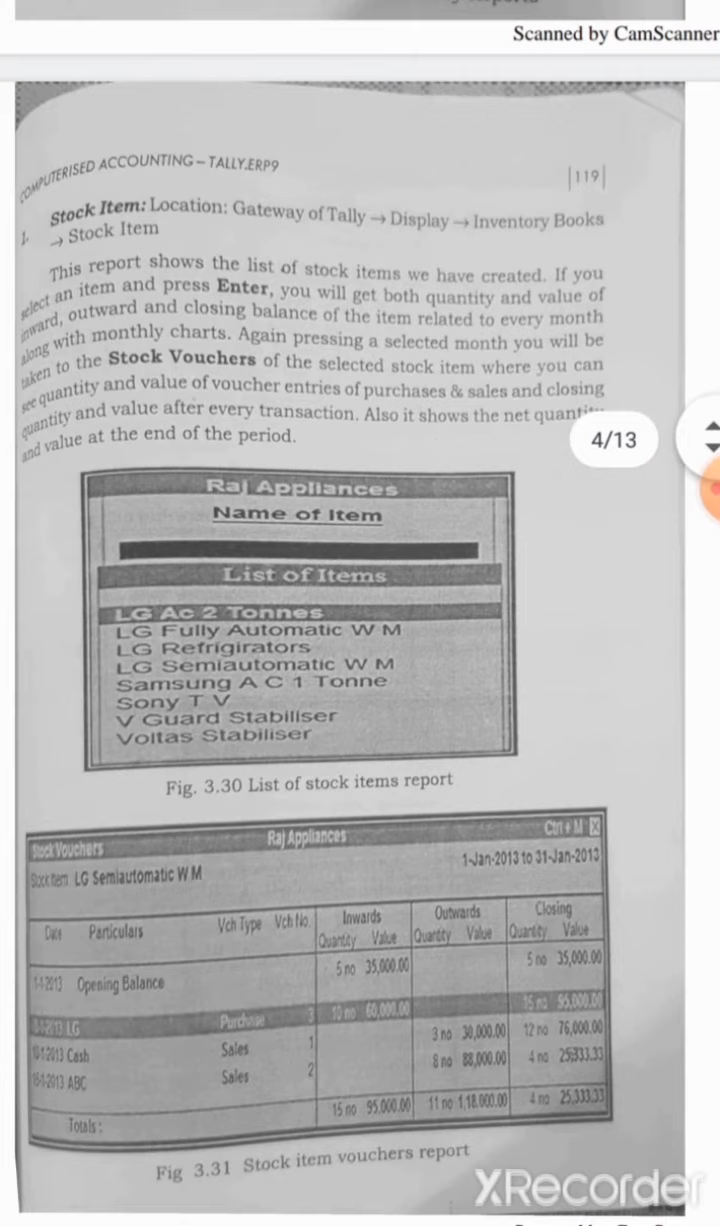 Scanned by CamScanner
COMPUTERISED ACCOUNTING – TALLY.ERP9
|119|
1. Stock Item: Location: Gateway of Tally → Display → Inventory Books
→ Stock Item
This report shows the list of stock items we have created. If you
select an item and press Enter, you will get both quantity and value of
inward, outward and closing balance of the item related to every month
along with monthly charts. Again pressing a selected month you will be
taken to the Stock Vouchers of the selected stock item where you can
see quantity and value of voucher entries of purchases & sales and closing
quantity and value after every transaction. Also it shows the net quantity
and value at the end of the period.
4/13
Raj Appliances
Name of Item
List of Items
LG Ac 2 Tonnes
LG Fully Automatic W M
LG Refrigirators
LG Semiautomatic W M
Samsung A C 1 Tonne
Sony T V
V Guard Stabiliser
Voltas Stabiliser
Fig. 3.30 List of stock items report
Stock Vouchers Raj Appliances Ctrl + M X
Stock Item LG Semiautomatic W M 1-Jan-2013 to 31-Jan-2013
Date Particulars Vch Type Vch No. Inwards Outwards Closing
Quantity Value Quantity Value Quantity Value
1-1-2013 Opening Balance 5 no 35,000.00 5 no 35,000.00
LG Purchase 3 10 no 60,000.00 15 no 95,000.00
Cash Sales 1 3 no 30,000.00 12 no 76,000.00
ABC Sales 2 8 no 88,000.00 4 no 25,333.33
Totals : 15 no 95,000.00 11 no 1,18,000.00 4 no 25,333.33
Fig 3.31 Stock item vouchers report
XRecorder